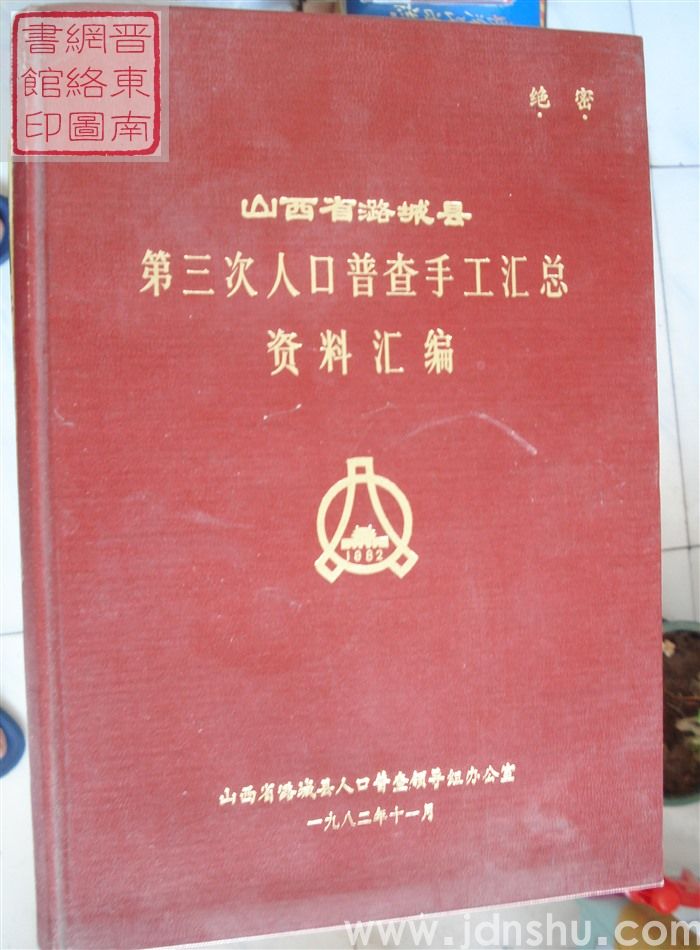 晋東南
網絡圖
書館印
绝密
山西省潞城县
第三次人口普查手工汇总
资料汇编
1982
山西省潞城县人口普查领导组办公室
一九八二年十一月
www.jdnshu.com